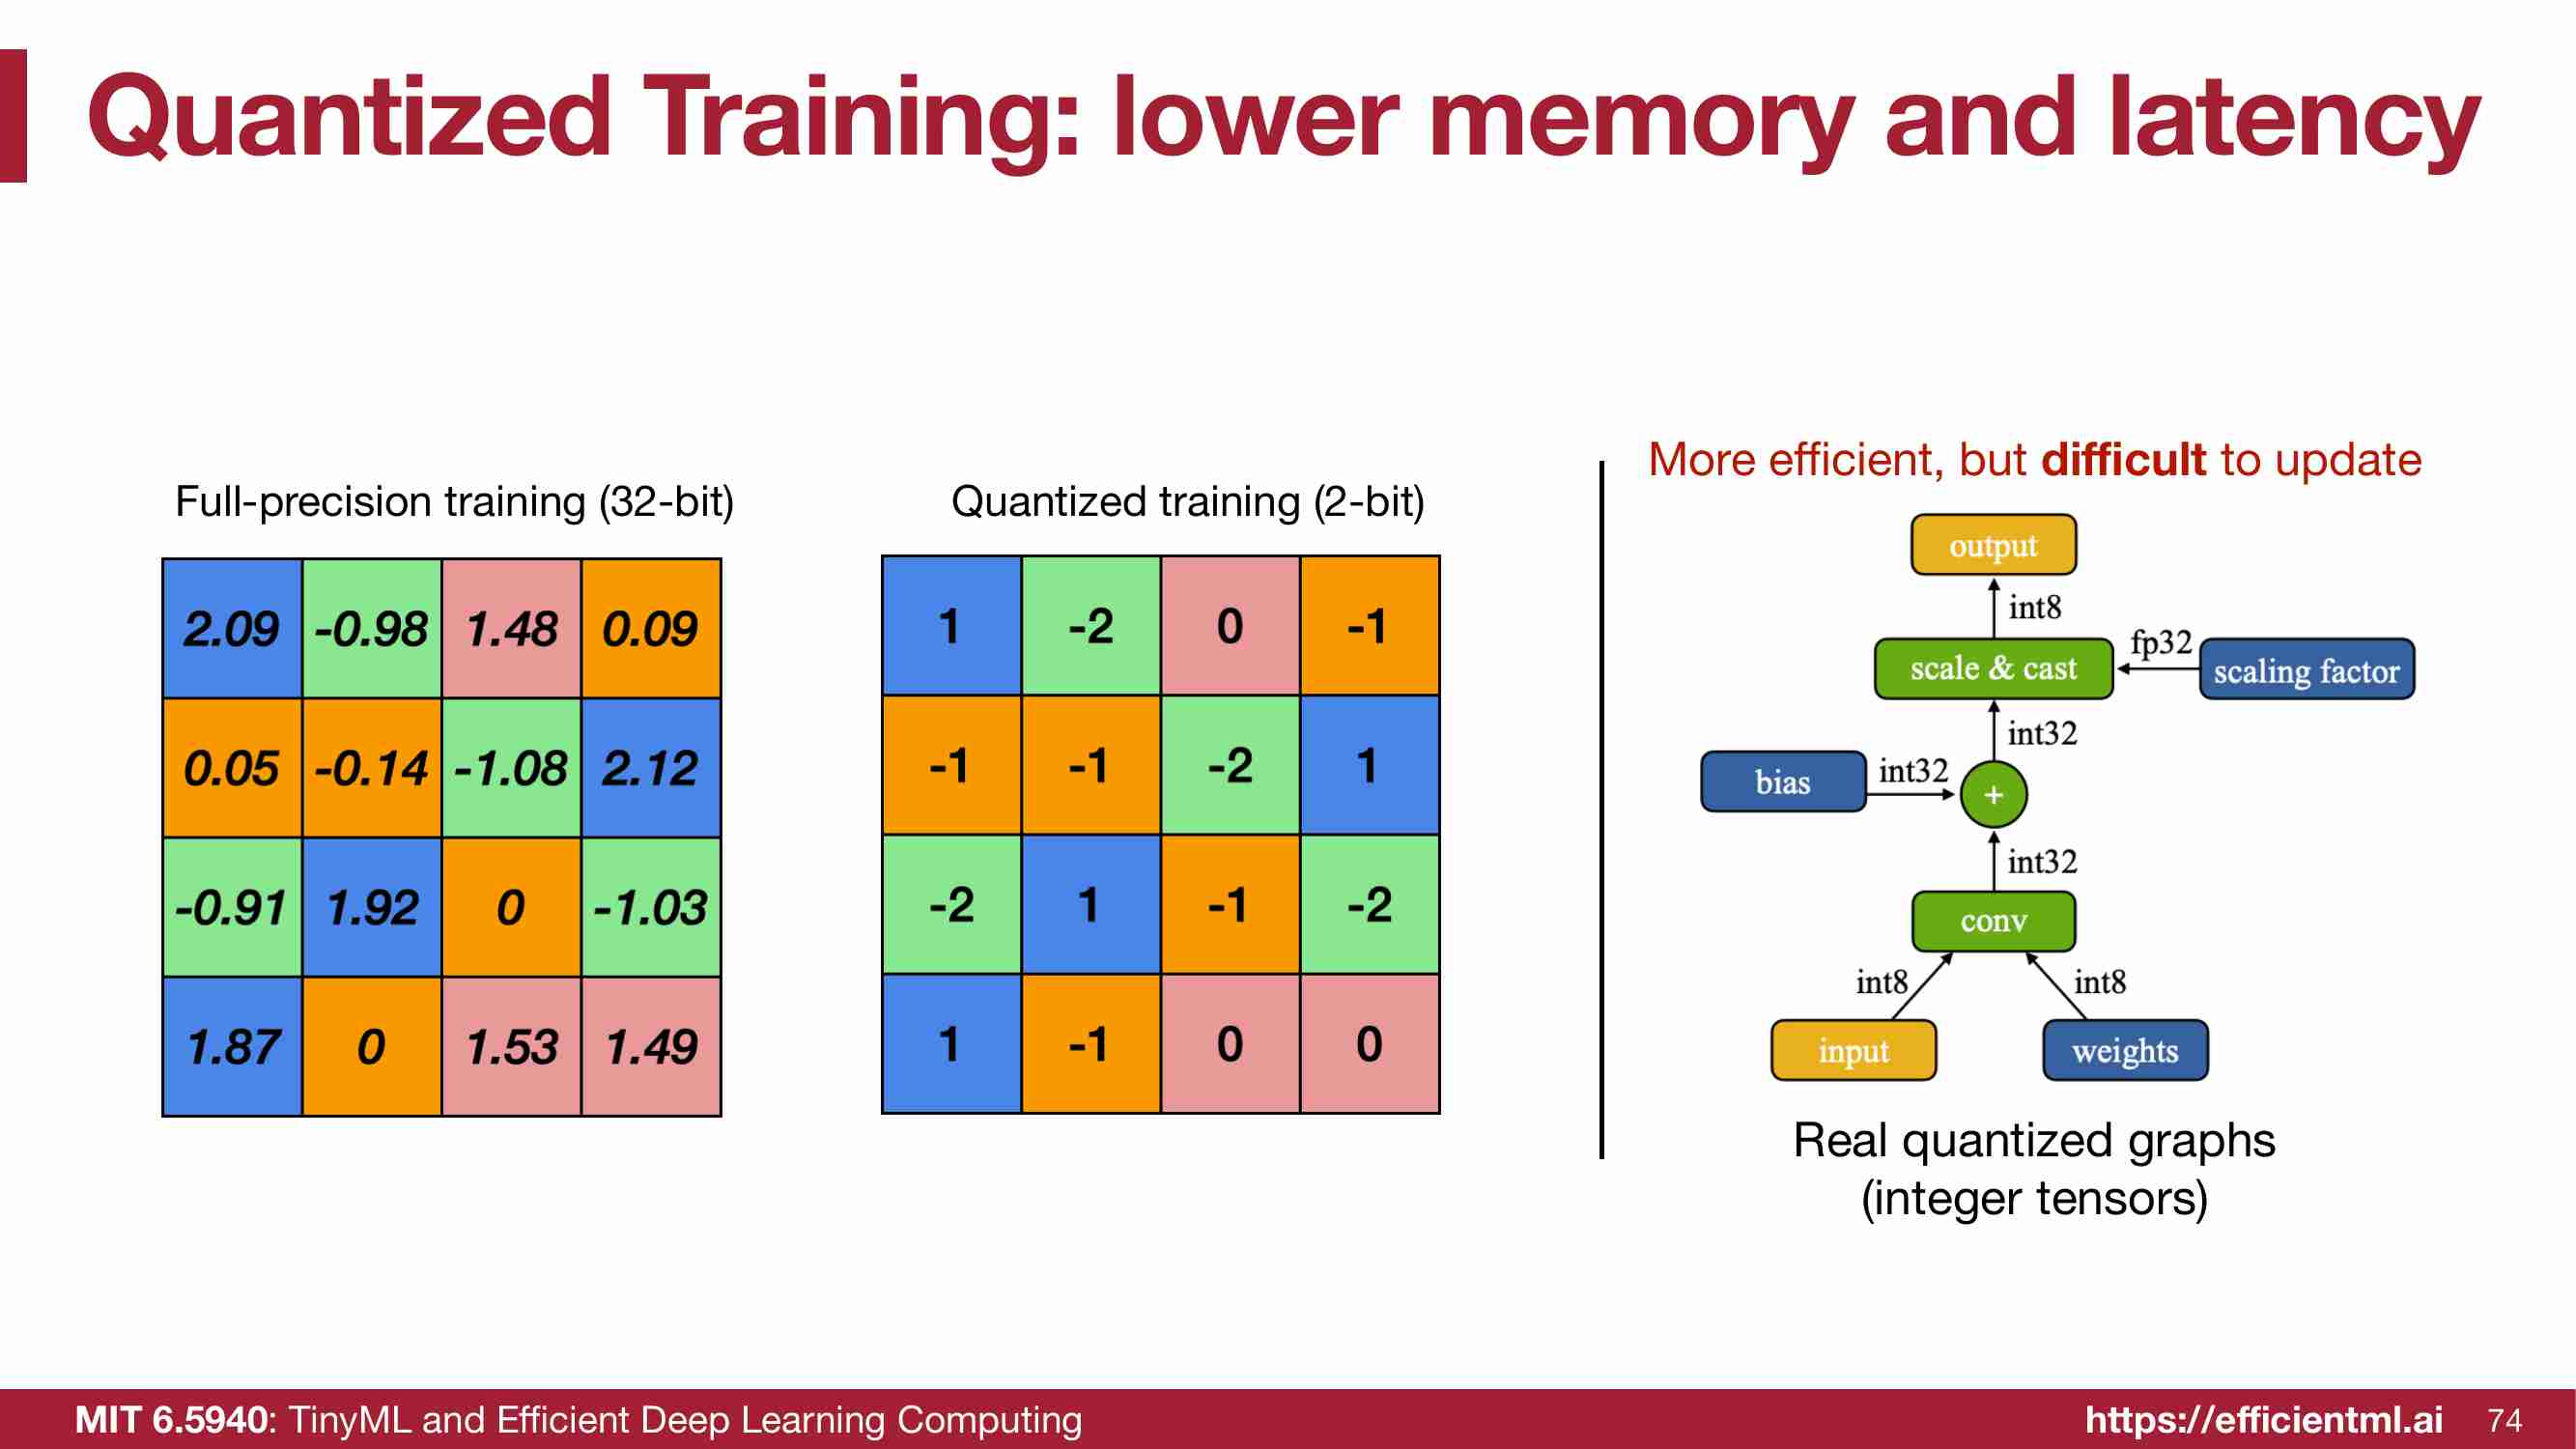 Quantized Training: lower memory and latency
Full-precision training (32-bit)
2.09 -0.98 1.48 0.09
0.05 -0.14 -1.08 2.12
-0.91 1.92 0 -1.03
1.87 0 1.53 1.49
Quantized training (2-bit)
1 -2 0 -1
-1 -1 -2 1
-2 1 -1 -2
1 -1 0 0
More efficient, but difficult to update
output
int8
scale & cast
fp32
scaling factor
int32
bias
int32
+
int32
conv
int8
int8
input
weights
Real quantized graphs
(integer tensors)
MIT 6.5940: TinyML and Efficient Deep Learning Computing
https://efficientml.ai
74